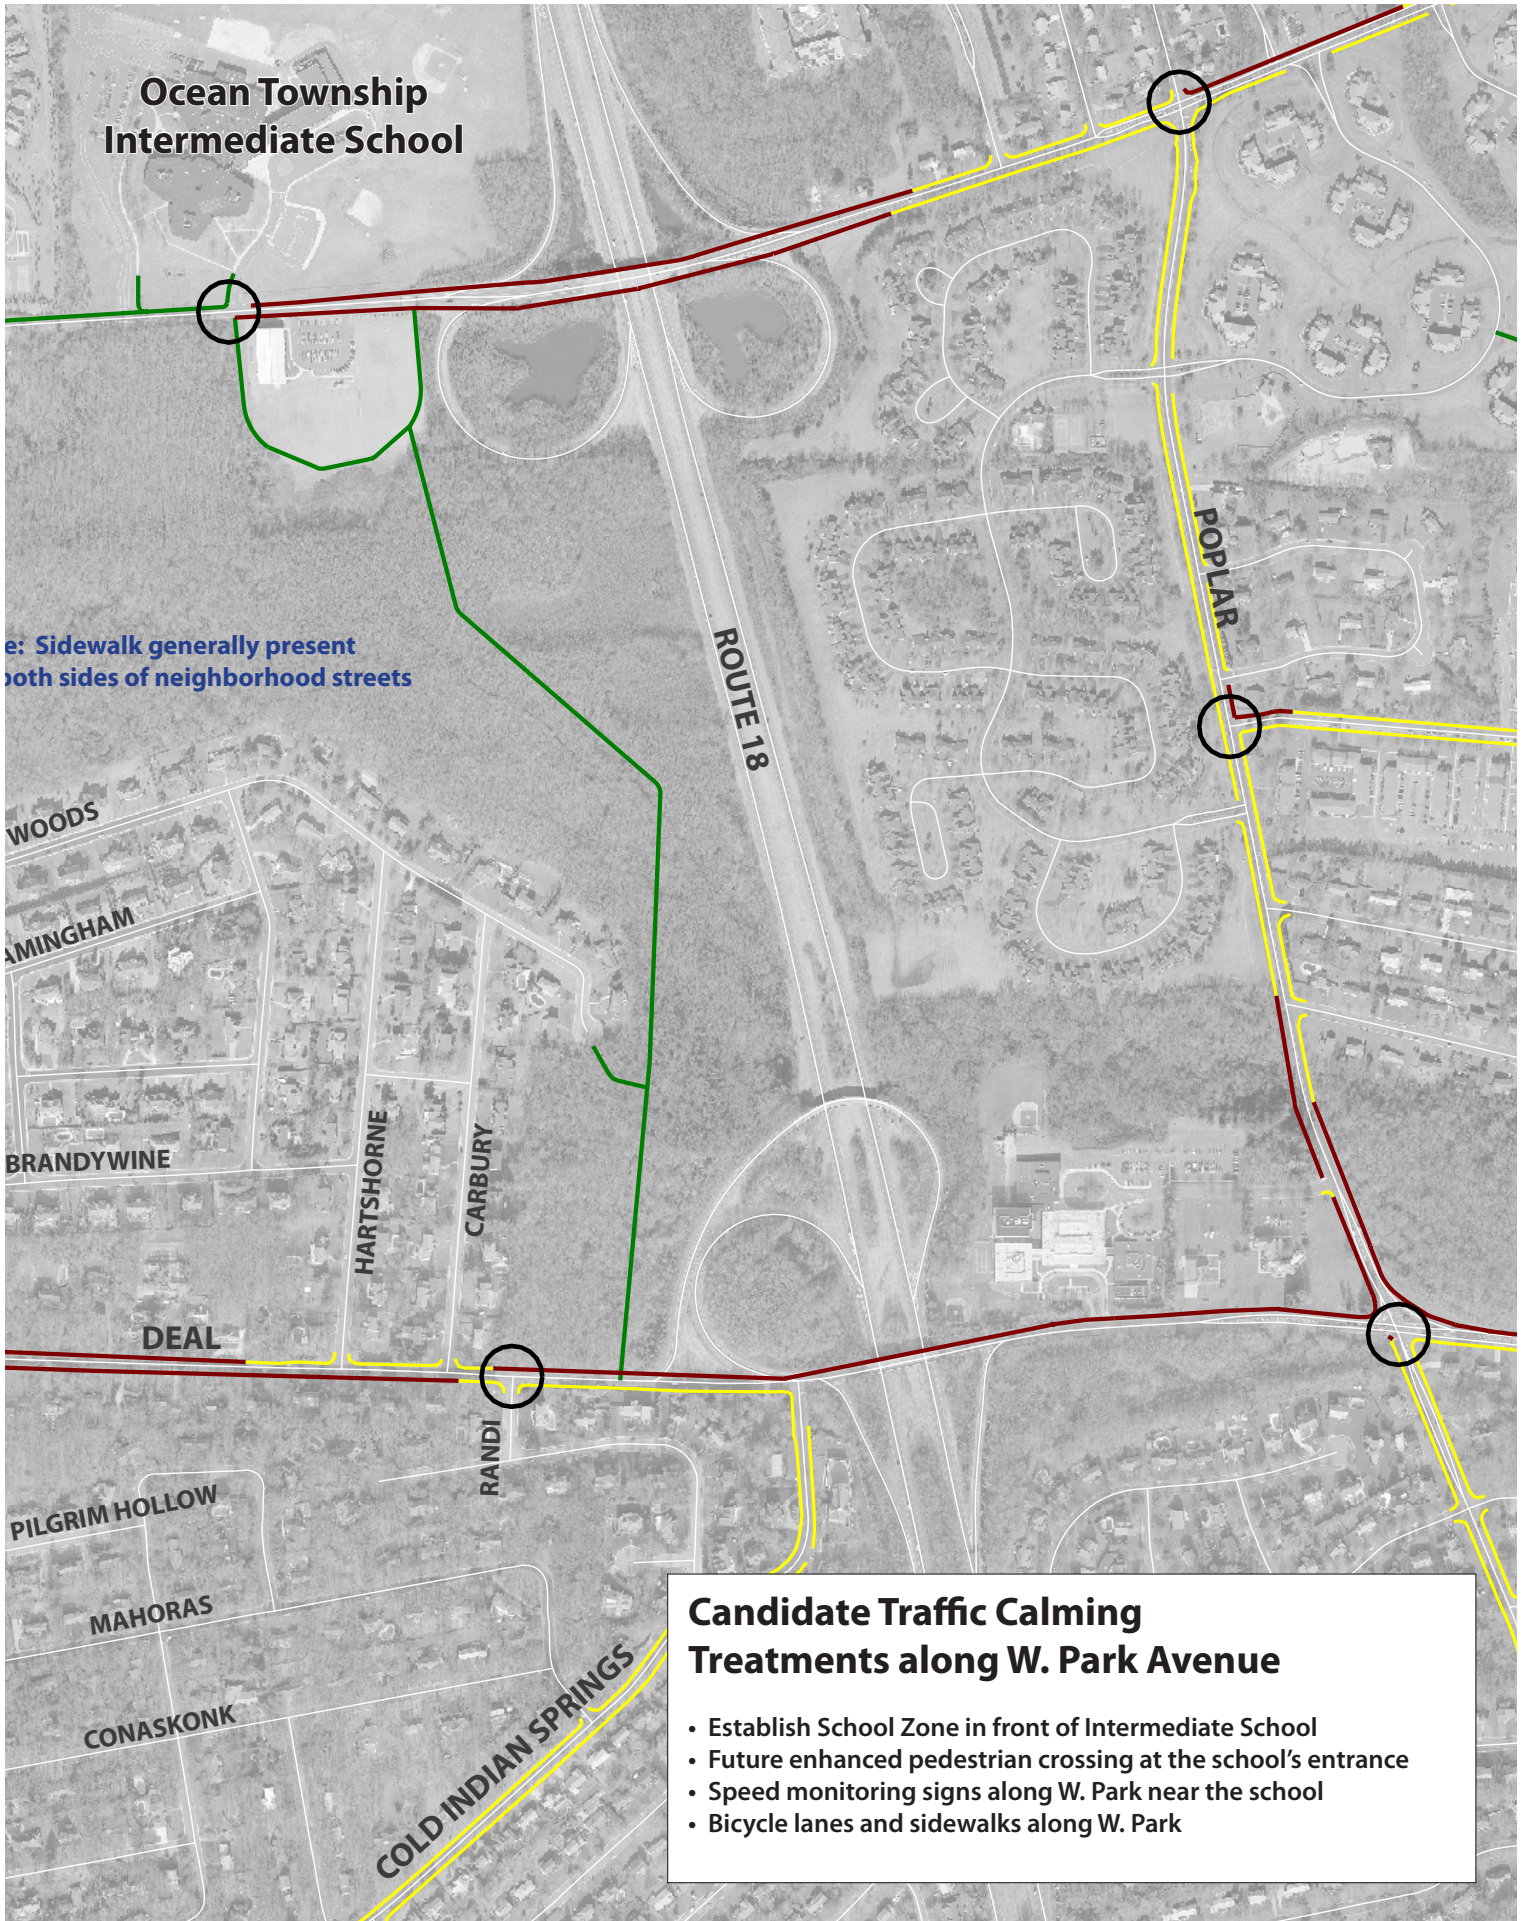 Ocean Township
Intermediate School
POPLAR
e: Sidewalk generally present
both sides of neighborhood streets
ROUTE 18
WOODS
AMINGHAM
BRANDYWINE
HARTSHORNE
CARBURY
DEAL
RANDI
PILGRIM HOLLOW
MAHORAS
CONASKONK
COLD INDIAN SPRINGS
Candidate Traffic Calming
Treatments along W. Park Avenue
• Establish School Zone in front of Intermediate School
• Future enhanced pedestrian crossing at the school's entrance
• Speed monitoring signs along W. Park near the school
• Bicycle lanes and sidewalks along W. Park